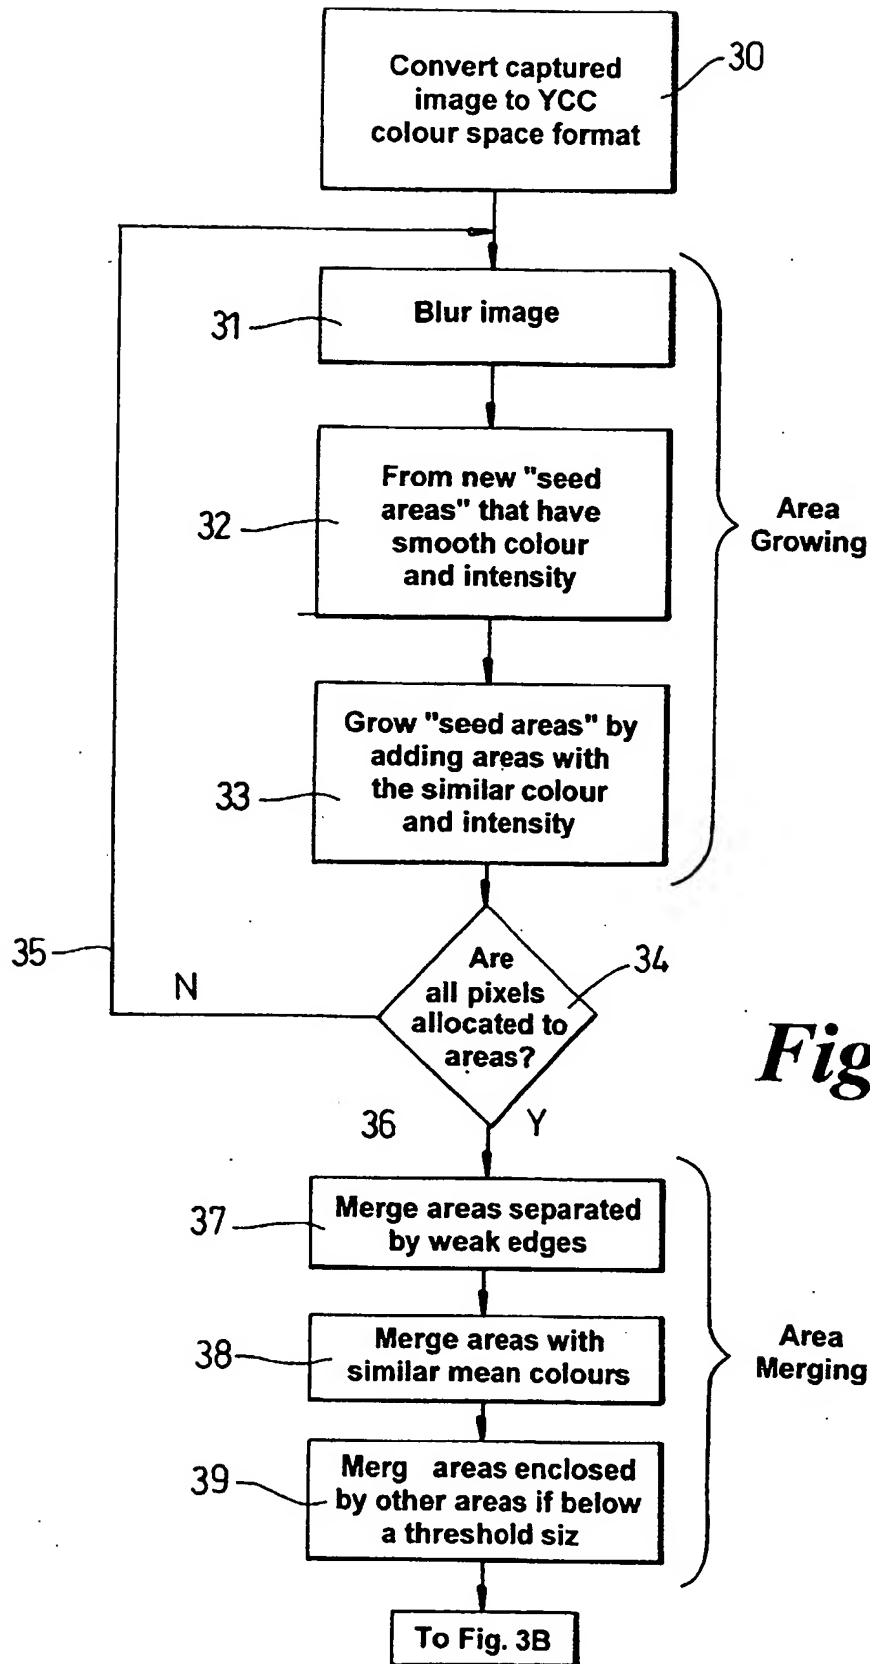 Convert captured
image to YCC
colour space format
30
Blur image
31
From new "seed
areas" that have
smooth colour
and intensity
32
Area
Growing
Grow "seed areas" by
adding areas with
the similar colour
and intensity
33
35
N
Are
all pixels
allocated to
areas?
34
Fig
36
Y
Merge areas separated
by weak edges
37
Merge areas with
similar mean colours
38
Area
Merging
Merg areas enclosed
by other areas if below
a threshold siz
39
To Fig. 3B